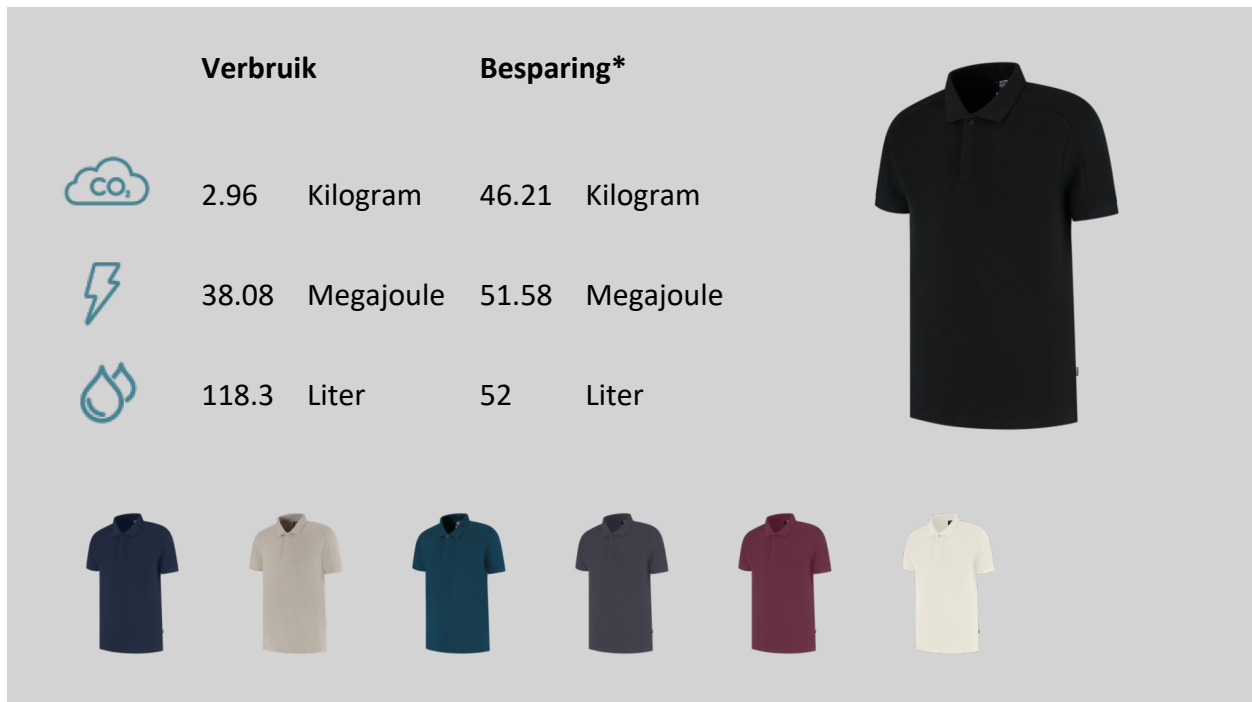 Verbruik Besparing*
CO₂
2.96 Kilogram 46.21 Kilogram
38.08 Megajoule 51.58 Megajoule
118.3 Liter 52 Liter